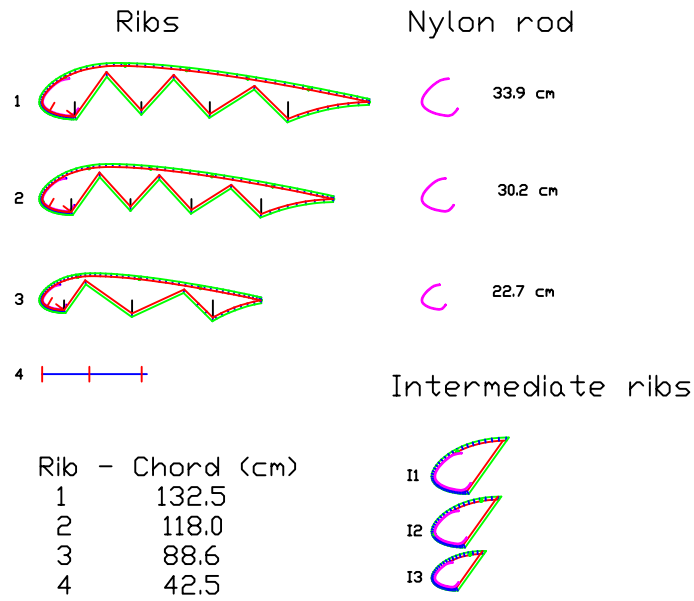 Ribs
Nylon rod
1
33.9 cm
2
30.2 cm
3
22.7 cm
4
Intermediate ribs
I1
I2
I3
Rib - Chord (cm)
1 132.5
2 118.0
3 88.6
4 42.5